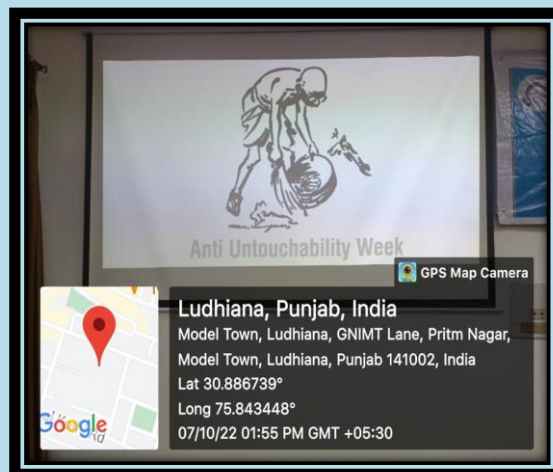 Anti Untouchability Week
GPS Map Camera
Ludhiana, Punjab, India
Model Town, Ludhiana, GNIMT Lane, Pritm Nagar,
Model Town, Ludhiana, Punjab 141002, India
Lat 30.886739°
Long 75.843448°
07/10/22 01:55 PM GMT +05:30
Google